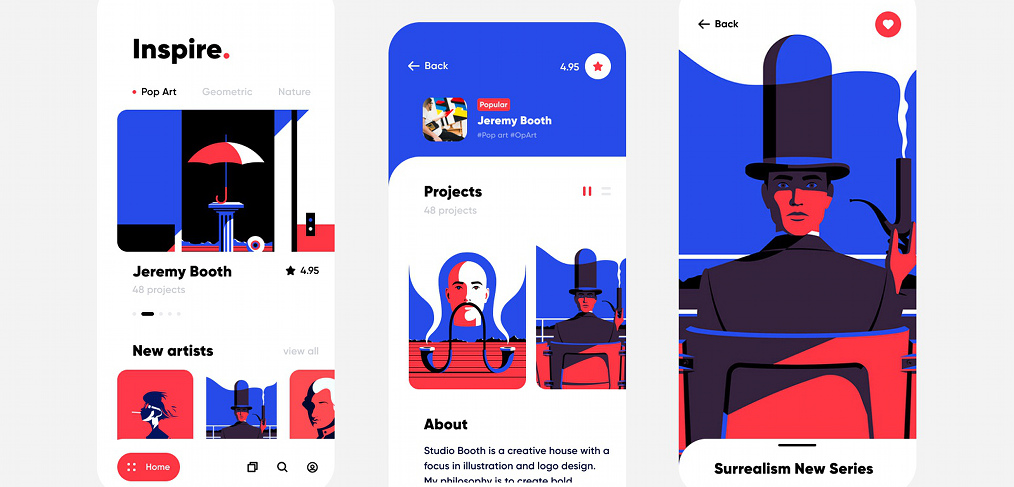 Inspire.
Pop Art
Geometric
Nature
Jeremy Booth
4.95
48 projects
New artists
view all
Home
Back
4.95
Popular
Jeremy Booth
#Pop art #OpArt
Projects
48 projects
About
Studio Booth is a creative house with a
focus in illustration and logo design.
My philosophy is to create bold
Back
Surrealism New Series